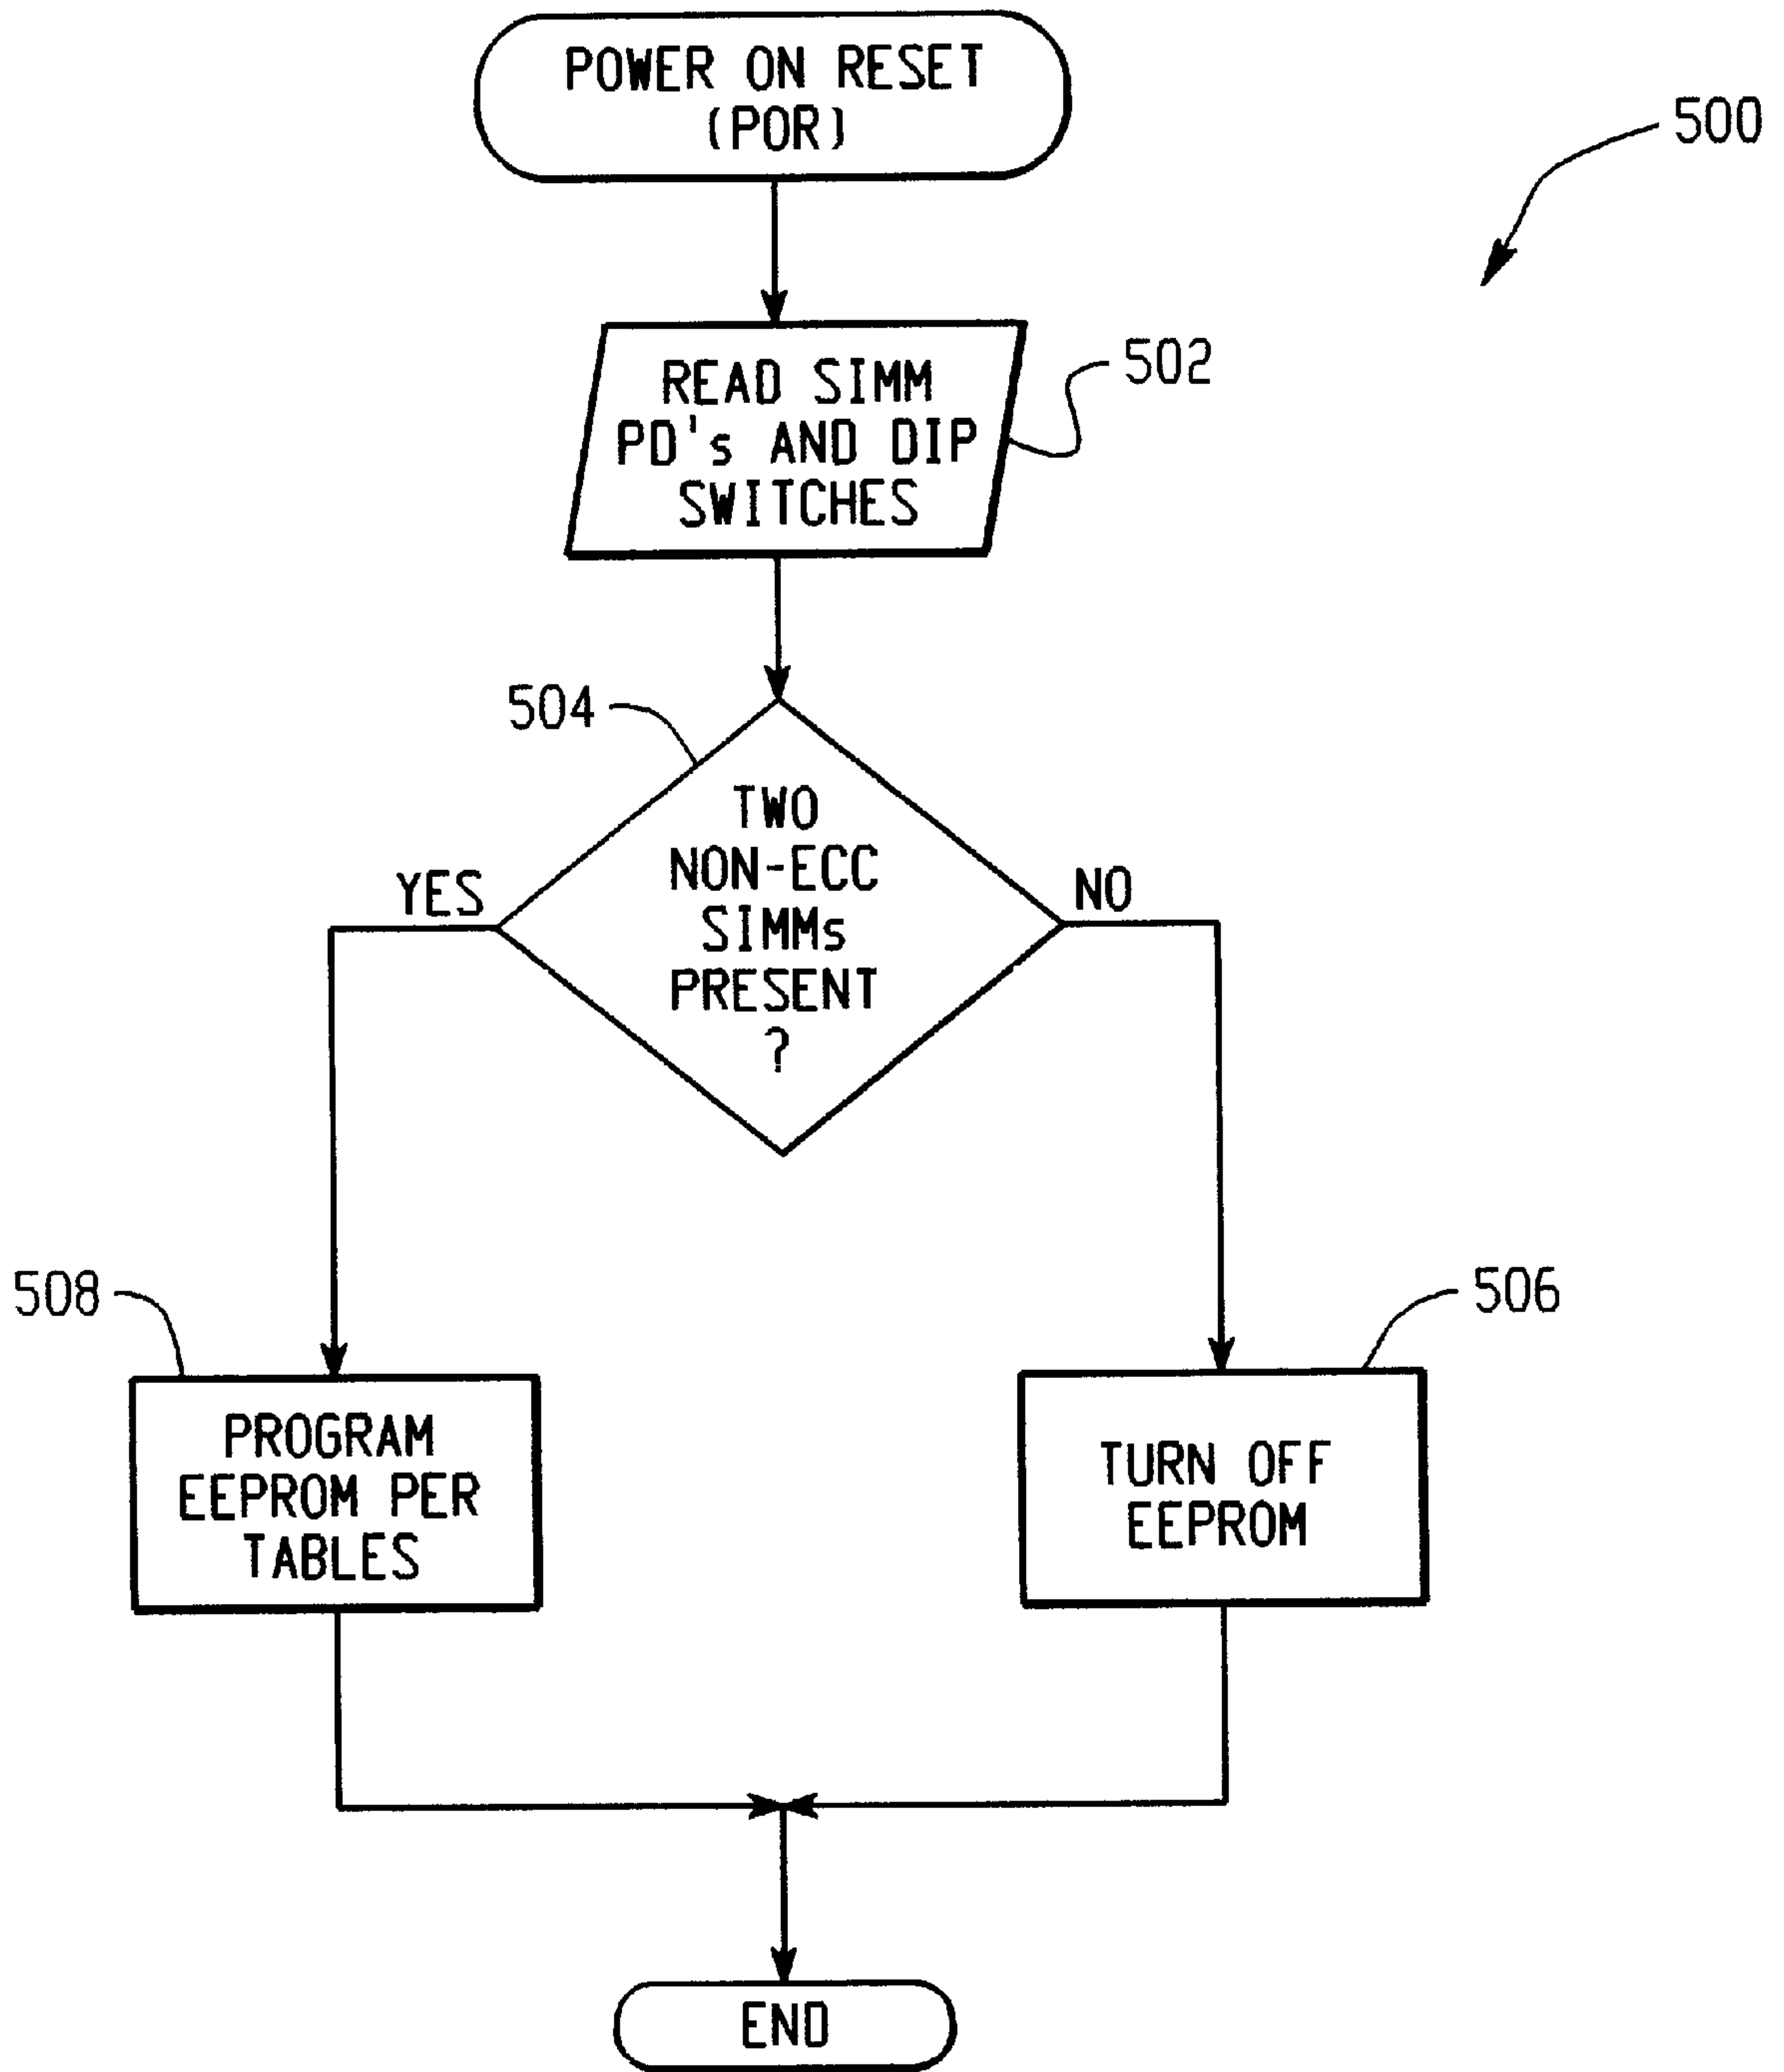 POWER ON RESET
(POR)
500
READ SIMM
PD's AND DIP
SWITCHES
502
504
TWO
NON-ECC
SIMMs
PRESENT
?
YES
NO
508
506
PROGRAM
EEPROM PER
TABLES
TURN OFF
EEPROM
END